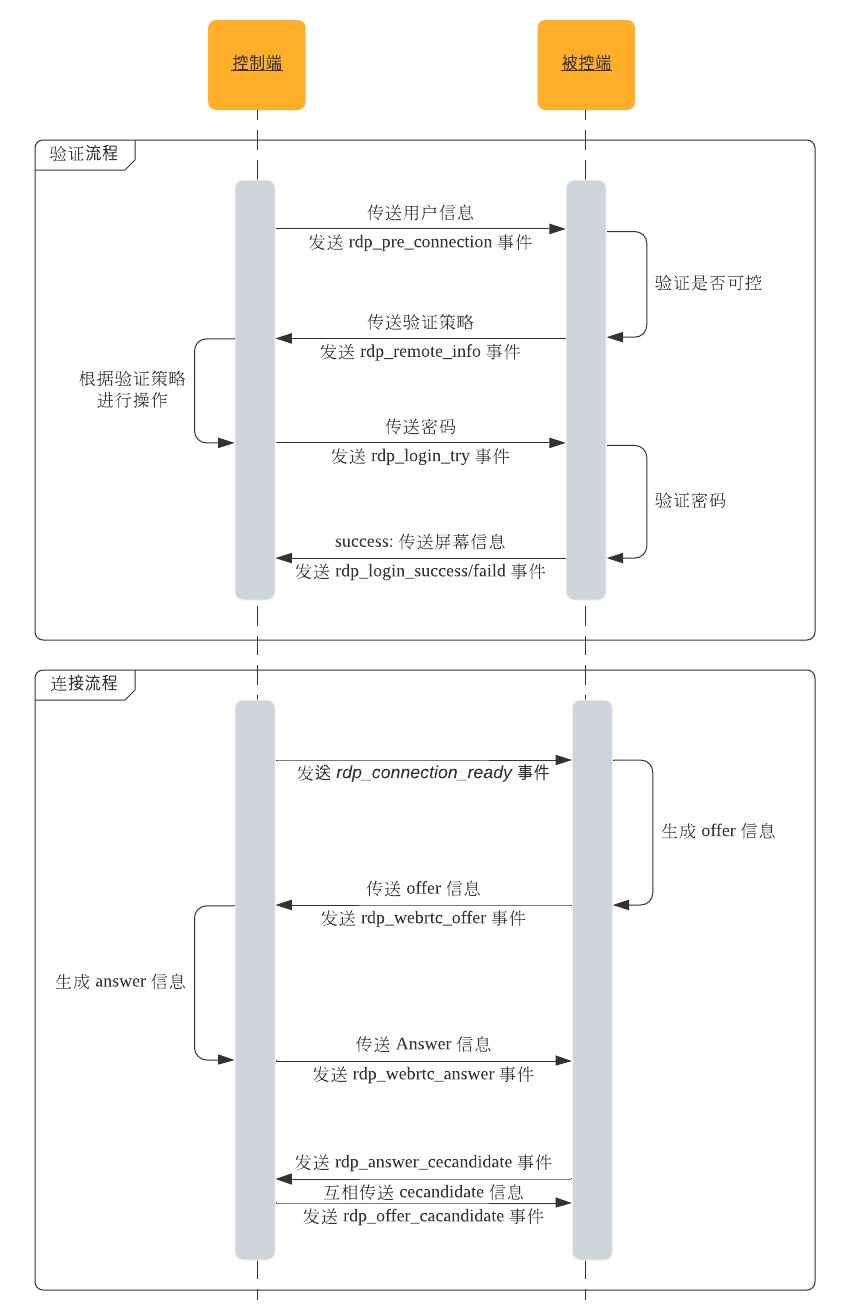 控制端
被控端
验证流程
传送用户信息
发送 rdp_pre_connection 事件
验证是否可控
传送验证策略
发送 rdp_remote_info 事件
根据验证策略
进行操作
传送密码
发送 rdp_login_try 事件
验证密码
success: 传送屏幕信息
发送 rdp_login_success/faild 事件
连接流程
发送 rdp_connection_ready 事件
生成 offer 信息
传送 offer 信息
发送 rdp_webrtc_offer 事件
生成 answer 信息
传送 Answer 信息
发送 rdp_webrtc_answer 事件
发送 rdp_answer_cecandidate 事件
互相传送 cecandidate 信息
发送 rdp_offer_cacandidate 事件